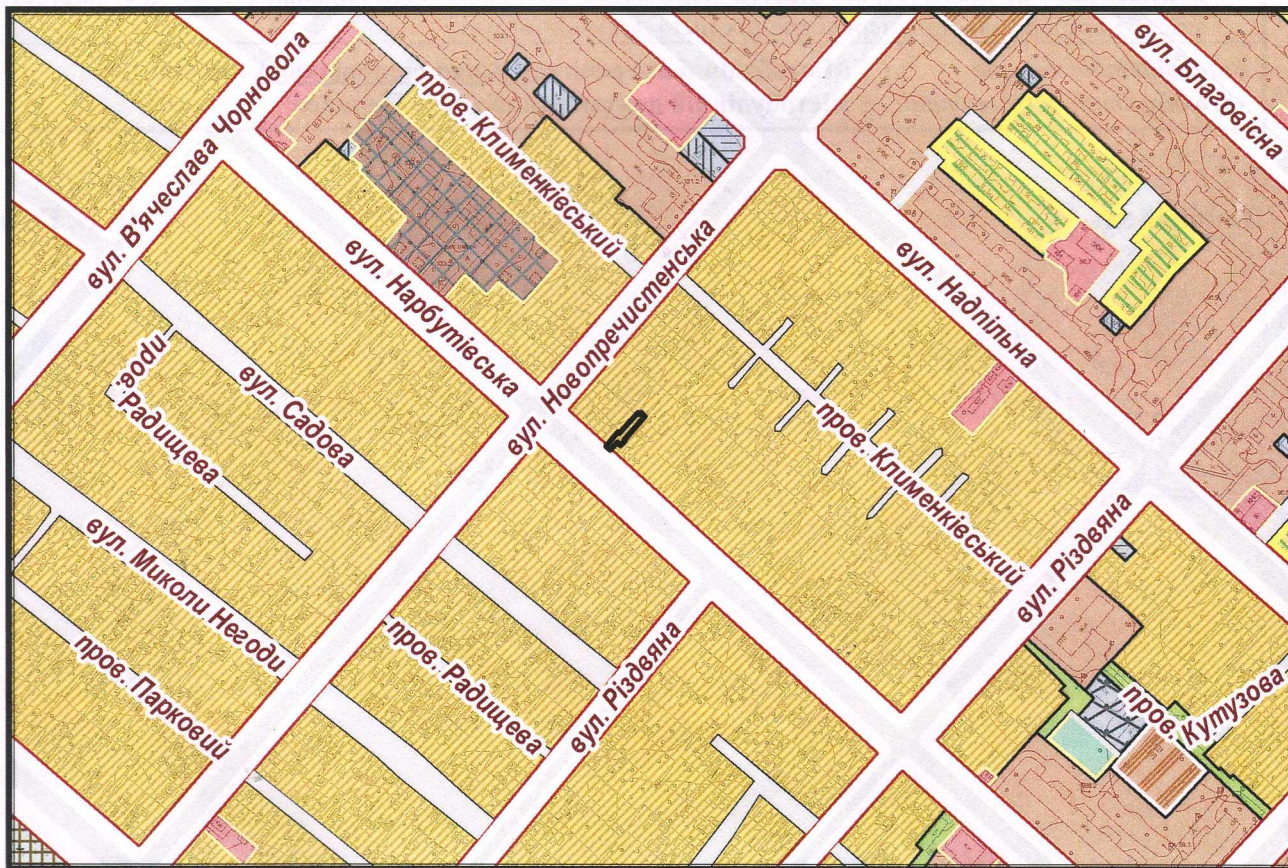 вул. В'ячеслава Чорновола
пров. Клименківський
вул. Благовісна
вул. Нарбутівська
вул. Новопречистенська
вул. Надпільна
пров.
Радищева
вул. Садова
пров. Клименківський
вул. Миколи Негоди
пров. Парковий
пров. Радищева
вул. Різдвяна
вул. Різдвяна
пров. Кутузова